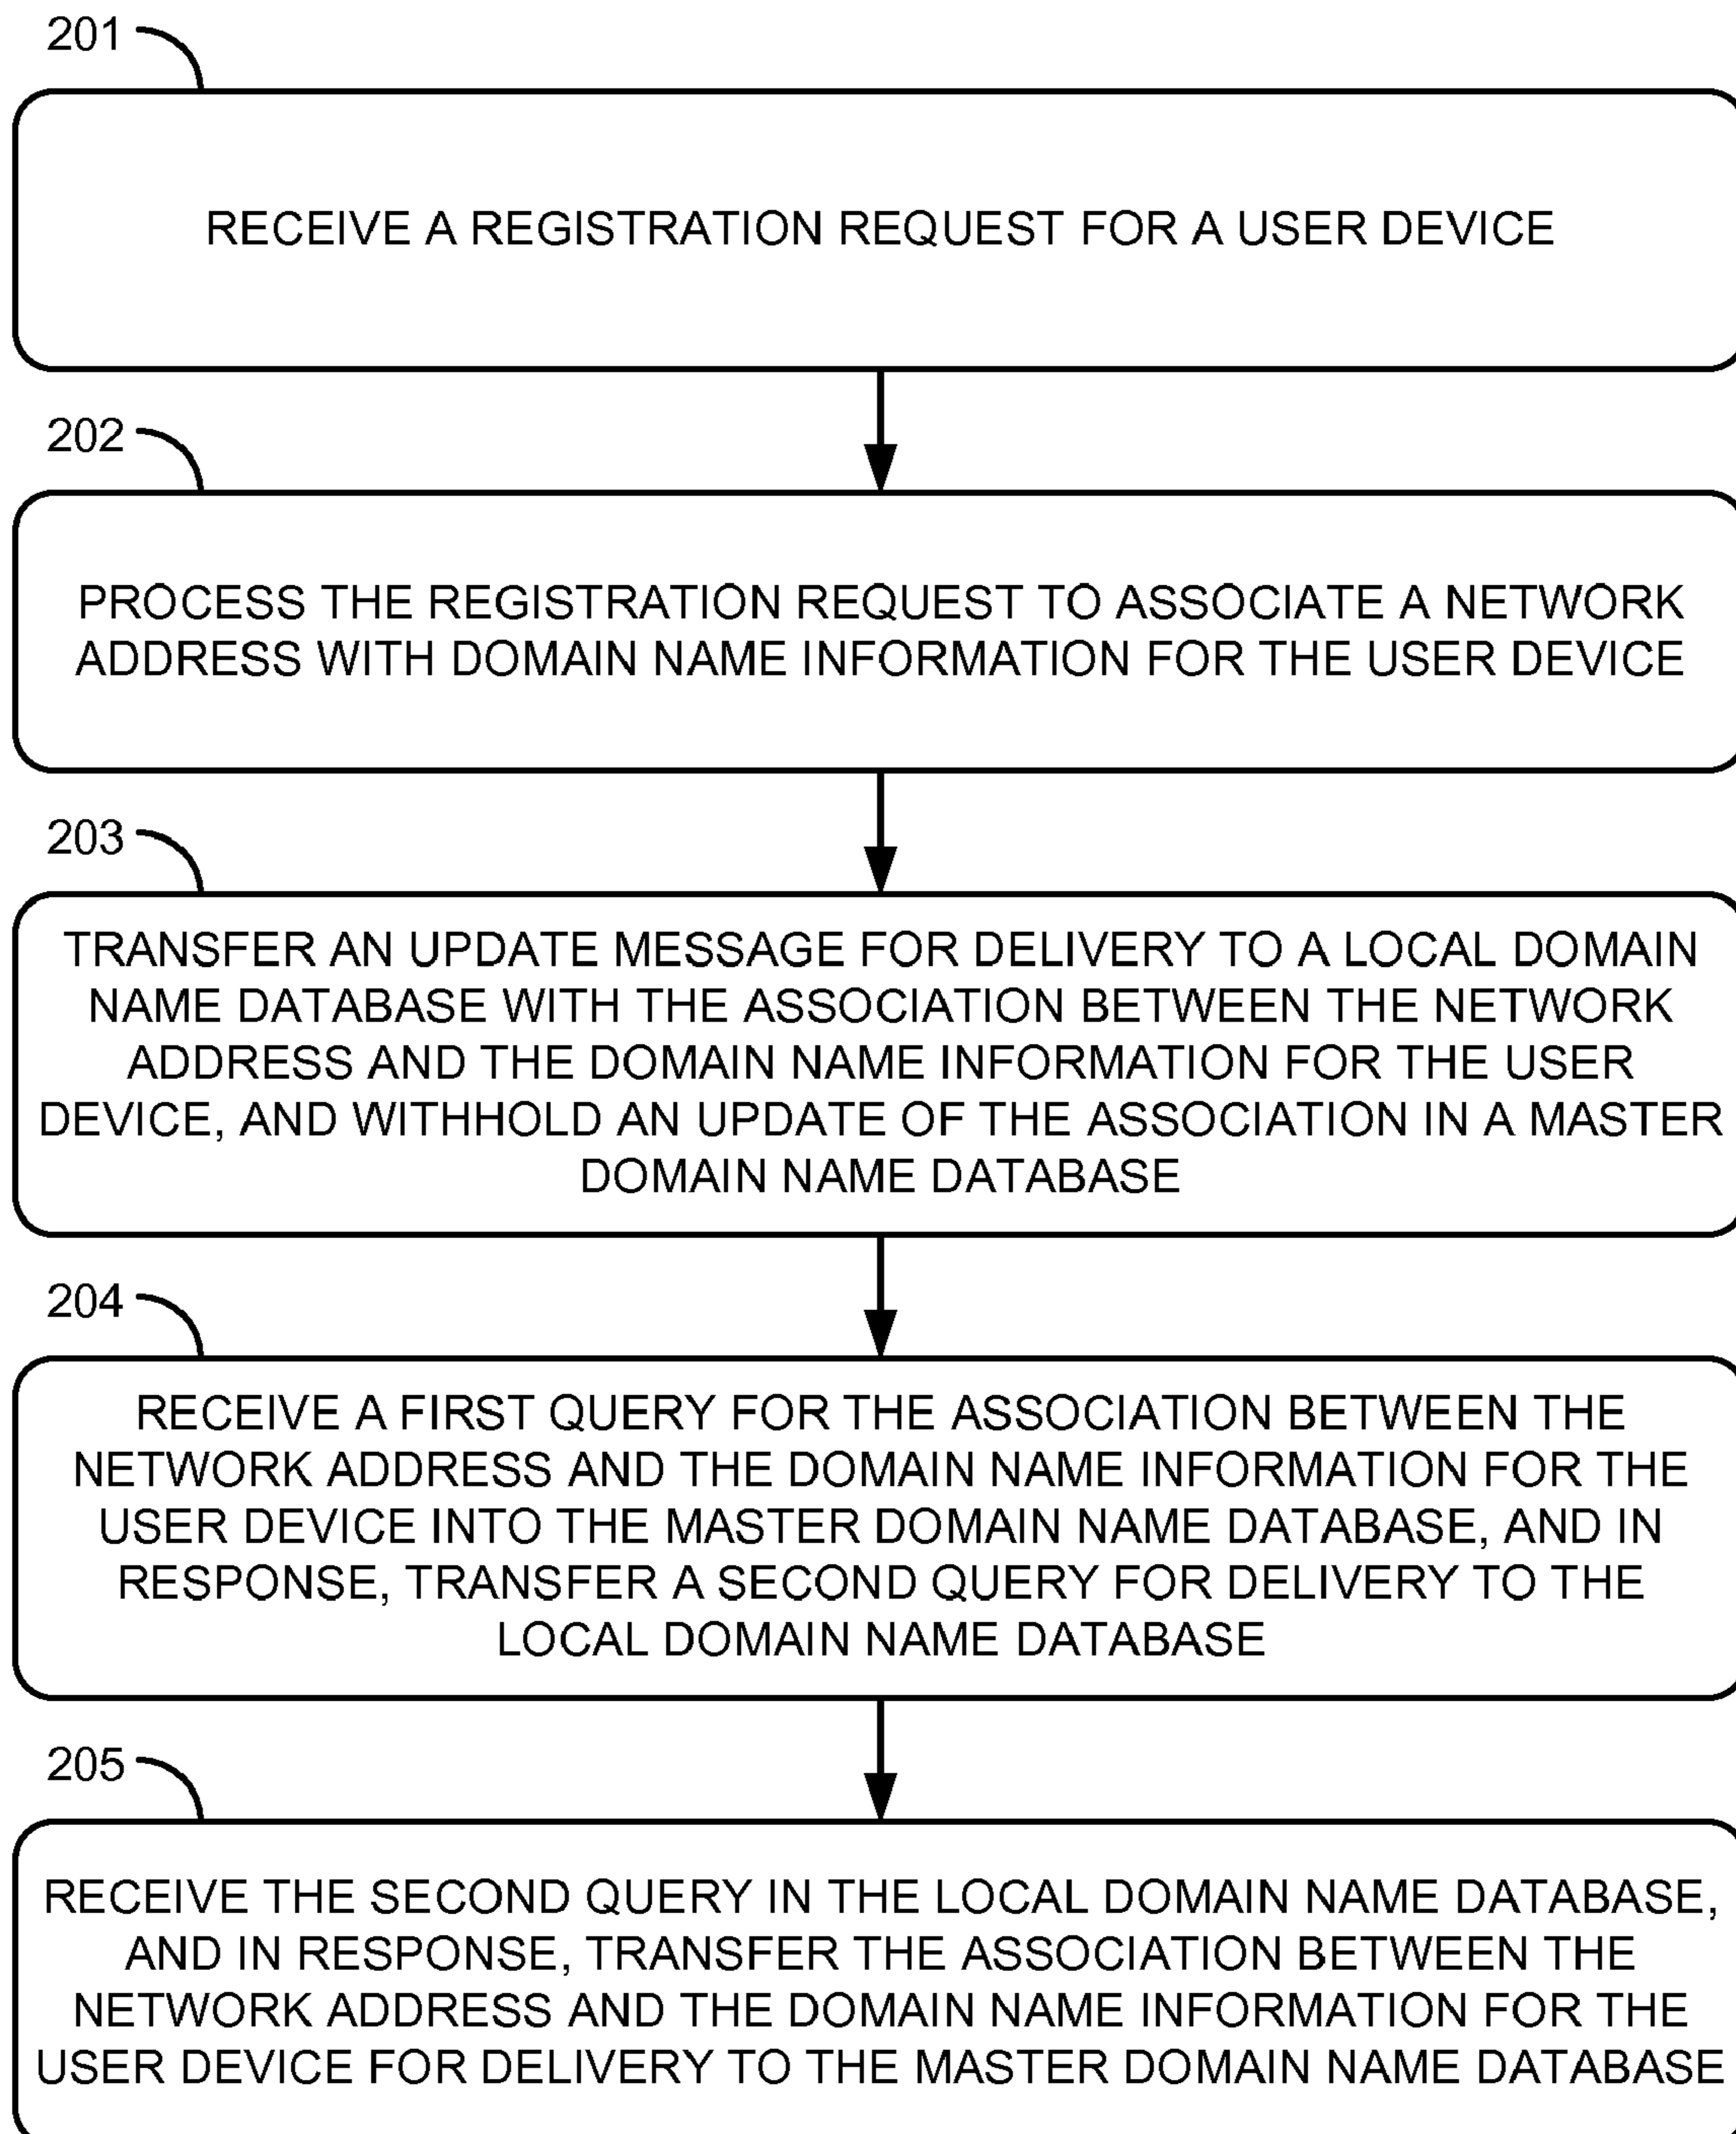 201
RECEIVE A REGISTRATION REQUEST FOR A USER DEVICE
202
PROCESS THE REGISTRATION REQUEST TO ASSOCIATE A NETWORK
ADDRESS WITH DOMAIN NAME INFORMATION FOR THE USER DEVICE
203
TRANSFER AN UPDATE MESSAGE FOR DELIVERY TO A LOCAL DOMAIN
NAME DATABASE WITH THE ASSOCIATION BETWEEN THE NETWORK
ADDRESS AND THE DOMAIN NAME INFORMATION FOR THE USER
DEVICE, AND WITHHOLD AN UPDATE OF THE ASSOCIATION IN A MASTER
DOMAIN NAME DATABASE
204
RECEIVE A FIRST QUERY FOR THE ASSOCIATION BETWEEN THE
NETWORK ADDRESS AND THE DOMAIN NAME INFORMATION FOR THE
USER DEVICE INTO THE MASTER DOMAIN NAME DATABASE, AND IN
RESPONSE, TRANSFER A SECOND QUERY FOR DELIVERY TO THE
LOCAL DOMAIN NAME DATABASE
205
RECEIVE THE SECOND QUERY IN THE LOCAL DOMAIN NAME DATABASE,
AND IN RESPONSE, TRANSFER THE ASSOCIATION BETWEEN THE
NETWORK ADDRESS AND THE DOMAIN NAME INFORMATION FOR THE
USER DEVICE FOR DELIVERY TO THE MASTER DOMAIN NAME DATABASE